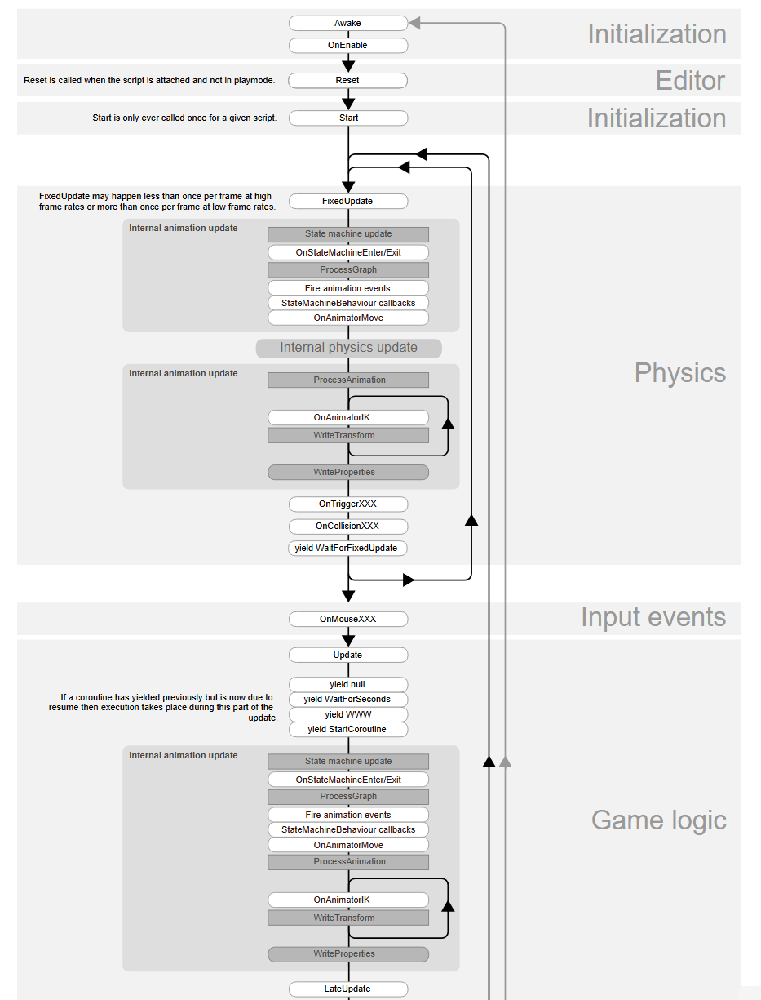 Awake
Initialization
OnEnable
Reset is called when the script is attached and not in playmode.
Reset
Editor
Start is only ever called once for a given script.
Start
Initialization
FixedUpdate may happen less than once per frame at high
frame rates or more than once per frame at low frame rates.
FixedUpdate
Internal animation update
State machine update
OnStateMachineEnter/Exit
ProcessGraph
Fire animation events
StateMachineBehaviour callbacks
OnAnimatorMove
Internal physics update
Physics
Internal animation update
ProcessAnimation
OnAnimatorIK
WriteTransform
WriteProperties
OnTriggerXXX
OnCollisionXXX
yield WaitForFixedUpdate
OnMouseXXX
Input events
Update
yield null
If a coroutine has yielded previously but is now due to
resume then execution takes place during this part of the
update.
yield WaitForSeconds
yield WWW
yield StartCoroutine
Internal animation update
State machine update
OnStateMachineEnter/Exit
ProcessGraph
Fire animation events
Game logic
StateMachineBehaviour callbacks
OnAnimatorMove
ProcessAnimation
OnAnimatorIK
WriteTransform
WriteProperties
LateUpdate